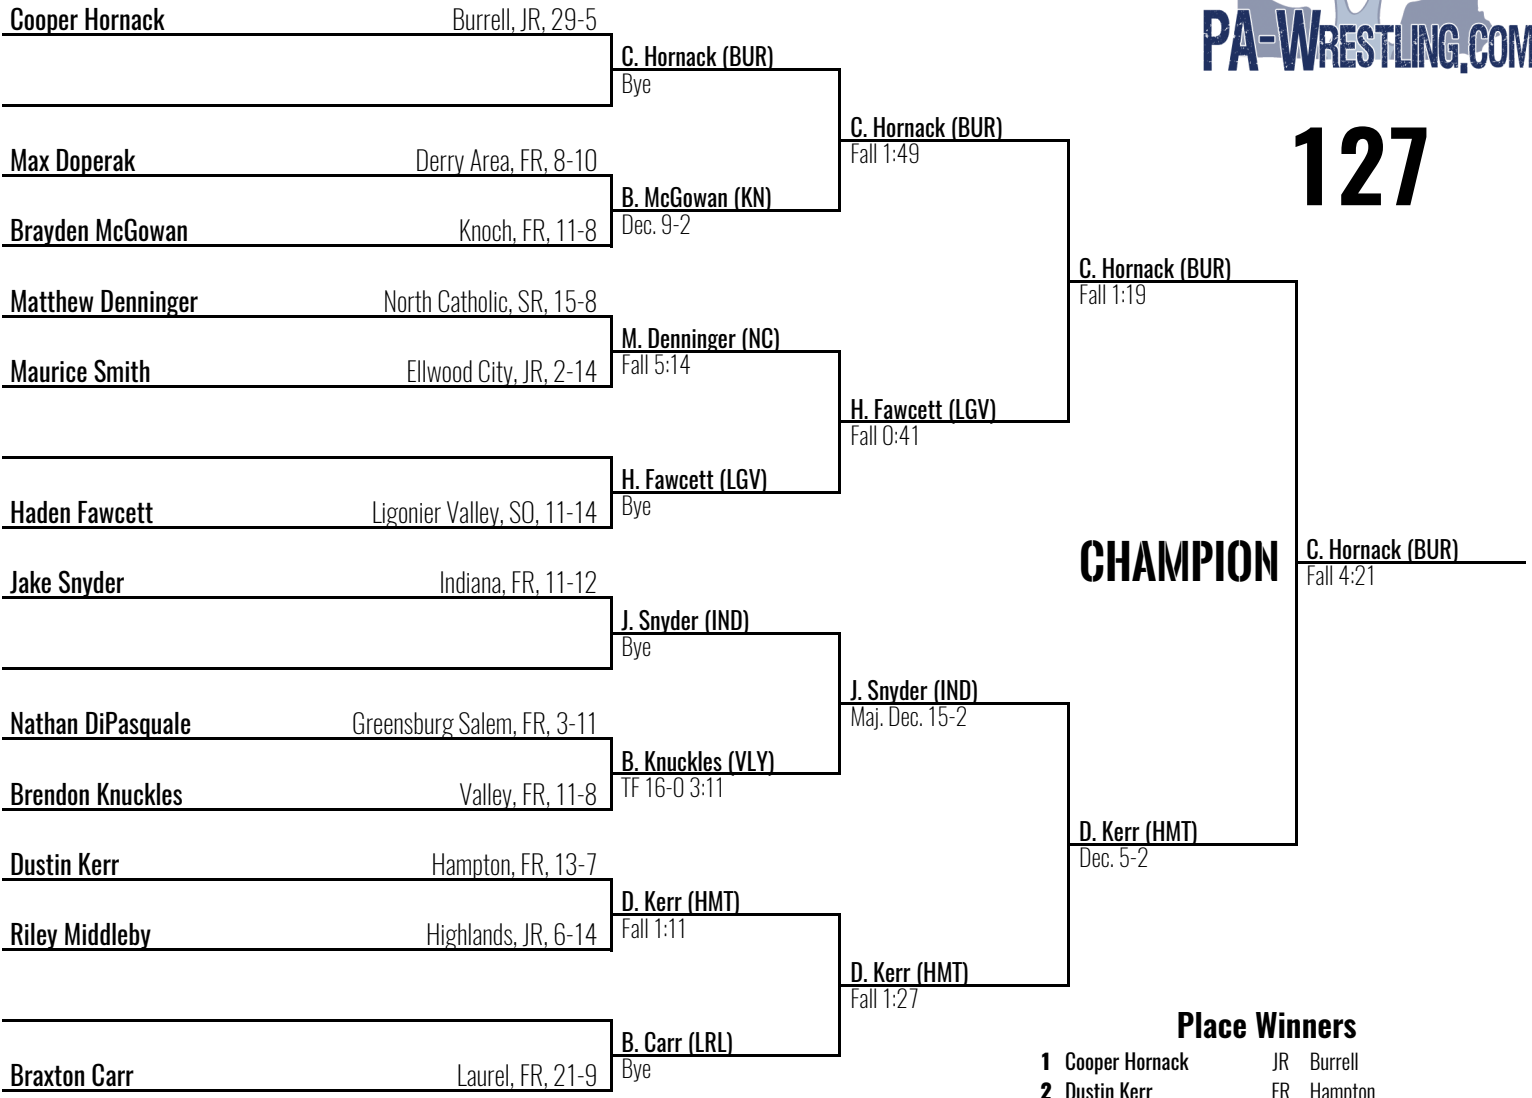 PA-WRESTLING.COM
127
Cooper Hornack Burrell, JR, 29-5
C. Hornack (BUR)
Bye
Max Doperak Derry Area, FR, 8-10
C. Hornack (BUR)
Fall 1:49
B. McGowan (KN)
Dec. 9-2
Brayden McGowan Knoch, FR, 11-8
C. Hornack (BUR)
Fall 1:19
Matthew Denninger North Catholic, SR, 15-8
M. Denninger (NC)
Fall 5:14
Maurice Smith Ellwood City, JR, 2-14
H. Fawcett (LGV)
Fall 0:41
H. Fawcett (LGV)
Bye
Haden Fawcett Ligonier Valley, SO, 11-14
CHAMPION
C. Hornack (BUR)
Fall 4:21
Jake Snyder Indiana, FR, 11-12
J. Snyder (IND)
Bye
J. Snyder (IND)
Maj. Dec. 15-2
Nathan DiPasquale Greensburg Salem, FR, 3-11
B. Knuckles (VLY)
TF 16-0 3:11
Brendon Knuckles Valley, FR, 11-8
D. Kerr (HMT)
Dec. 5-2
Dustin Kerr Hampton, FR, 13-7
D. Kerr (HMT)
Fall 1:11
Riley Middleby Highlands, JR, 6-14
D. Kerr (HMT)
Fall 1:27
B. Carr (LRL)
Bye
Braxton Carr Laurel, FR, 21-9
Place Winners
1 Cooper Hornack JR Burrell
2 Dustin Kerr FR Hampton